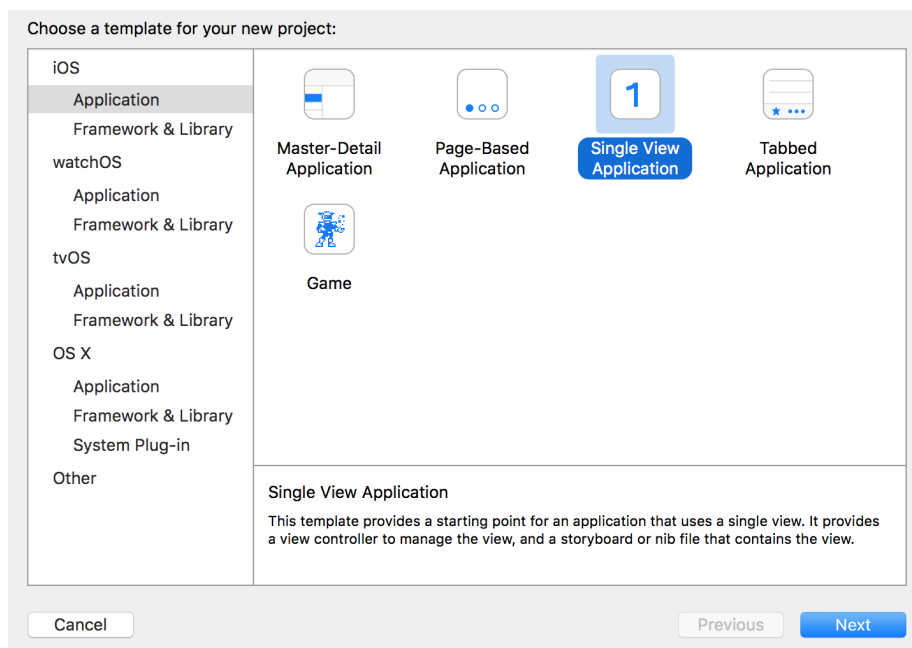 Choose a template for your new project:
iOS
Application
Framework & Library
watchOS
Application
Framework & Library
tvOS
Application
Framework & Library
OS X
Application
Framework & Library
System Plug-in
Other
Master-Detail
Application
Page-Based
Application
1
Single View
Application
Tabbed
Application
Game
Single View Application
This template provides a starting point for an application that uses a single view. It provides
a view controller to manage the view, and a storyboard or nib file that contains the view.
Cancel
Previous
Next